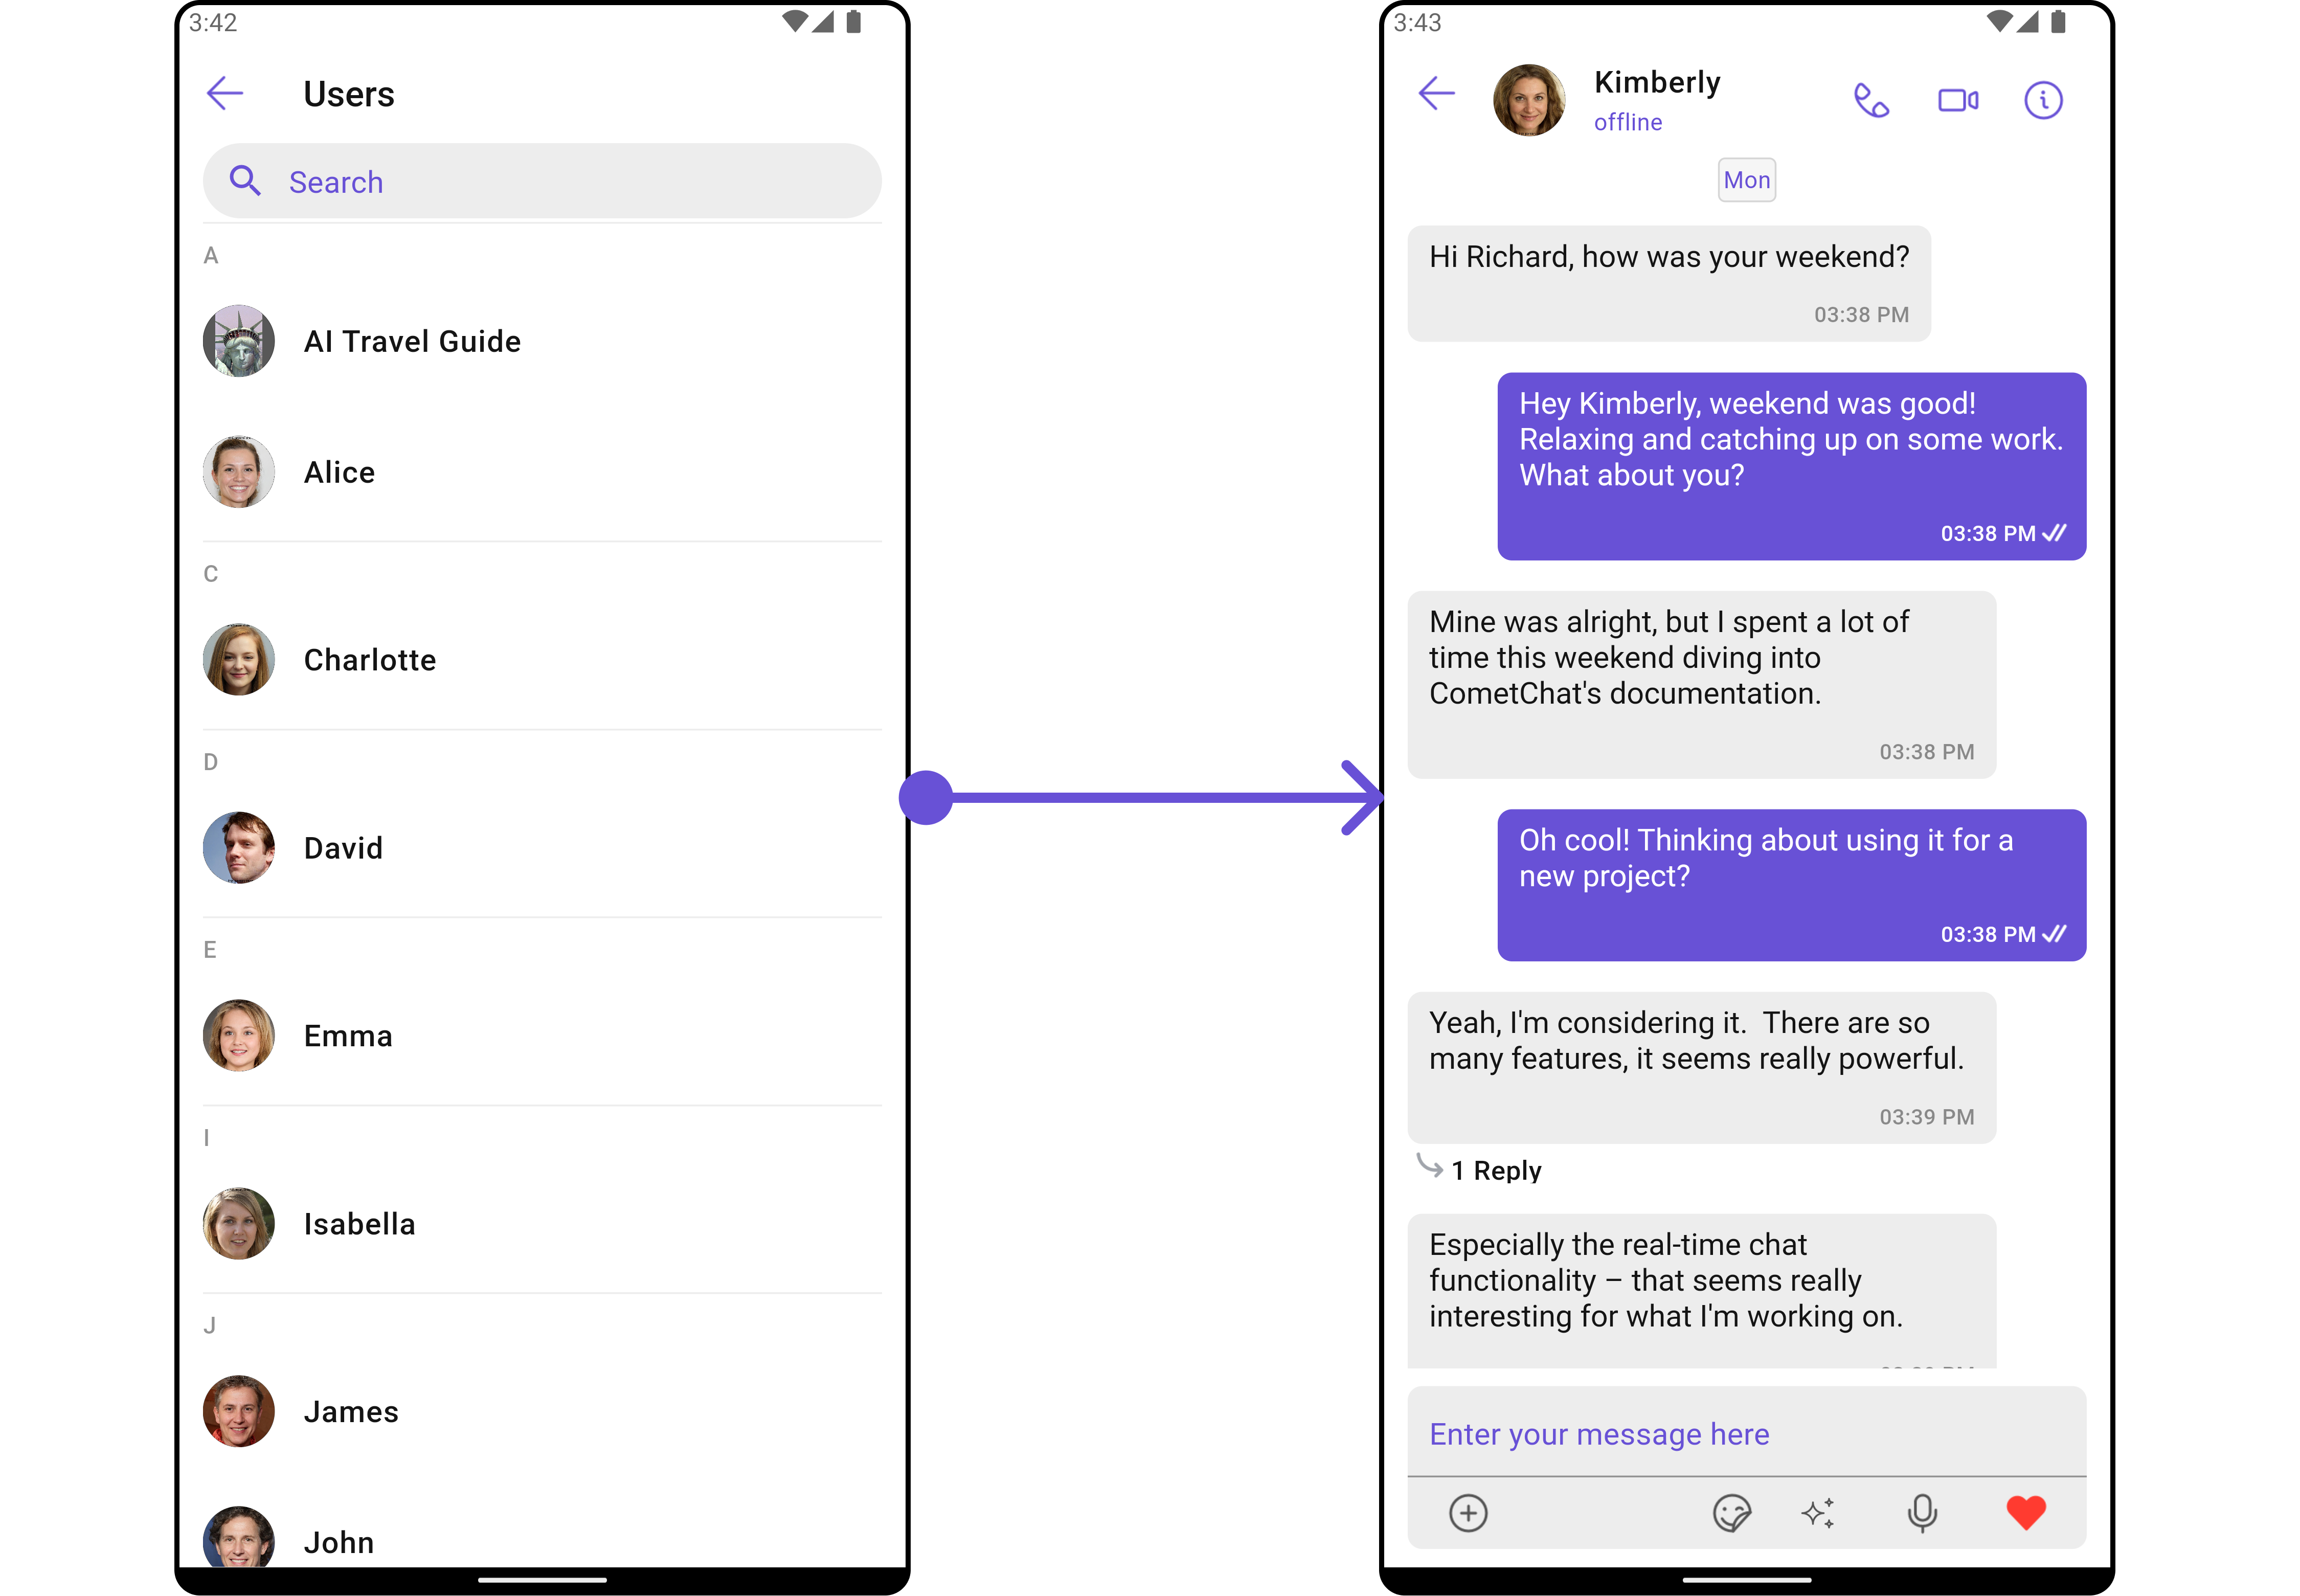 3:42
Users
Search
A
AI Travel Guide
Alice
C
Charlotte
D
David
E
Emma
I
Isabella
J
James
John
3:43
Kimberly
offline
Mon
Hi Richard, how was your weekend?
03:38 PM
Hey Kimberly, weekend was good!
Relaxing and catching up on some work.
What about you?
03:38 PM
Mine was alright, but I spent a lot of
time this weekend diving into
CometChat's documentation.
03:38 PM
Oh cool! Thinking about using it for a
new project?
03:38 PM
Yeah, I'm considering it.  There are so
many features, it seems really powerful.
03:39 PM
1 Reply
Especially the real-time chat
functionality – that seems really
interesting for what I'm working on.
Enter your message here